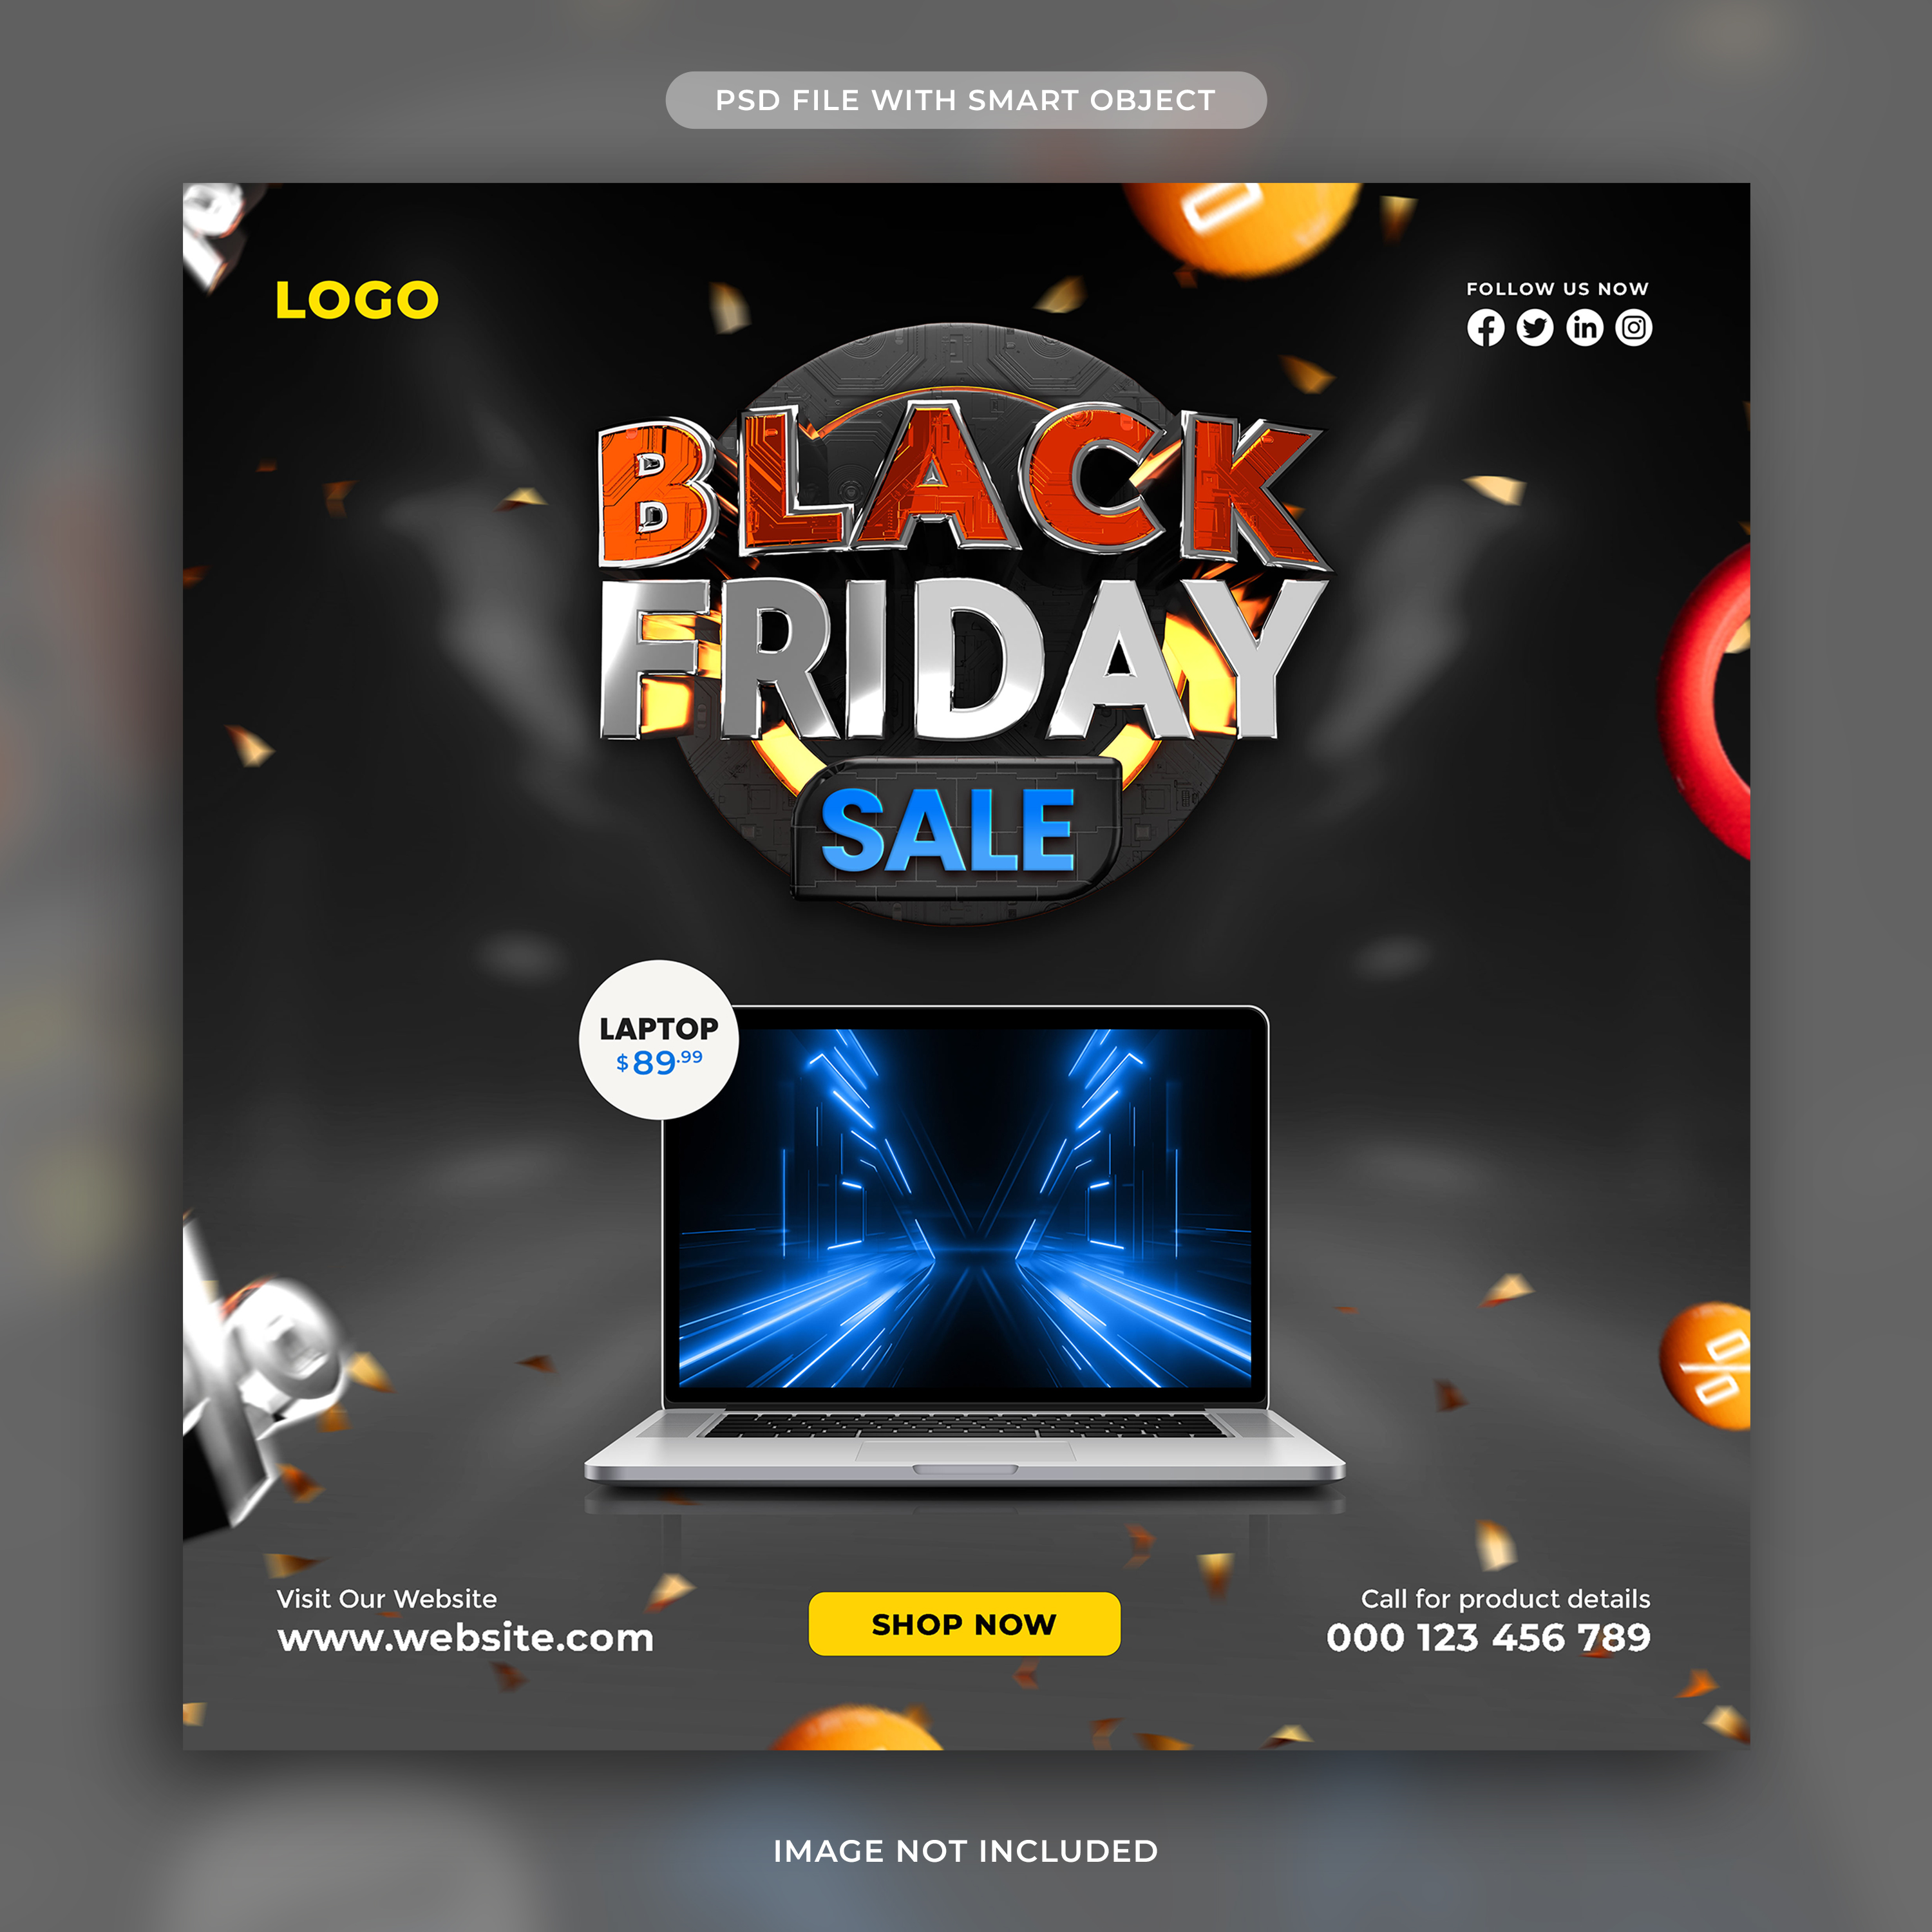 PSD FILE WITH SMART OBJECT
LOGO
FOLLOW US NOW
BLACK
FRIDAY
SALE
LAPTOP
$89.99
Visit Our Website
www.website.com
SHOP NOW
Call for product details
000 123 456 789
%
IMAGE NOT INCLUDED